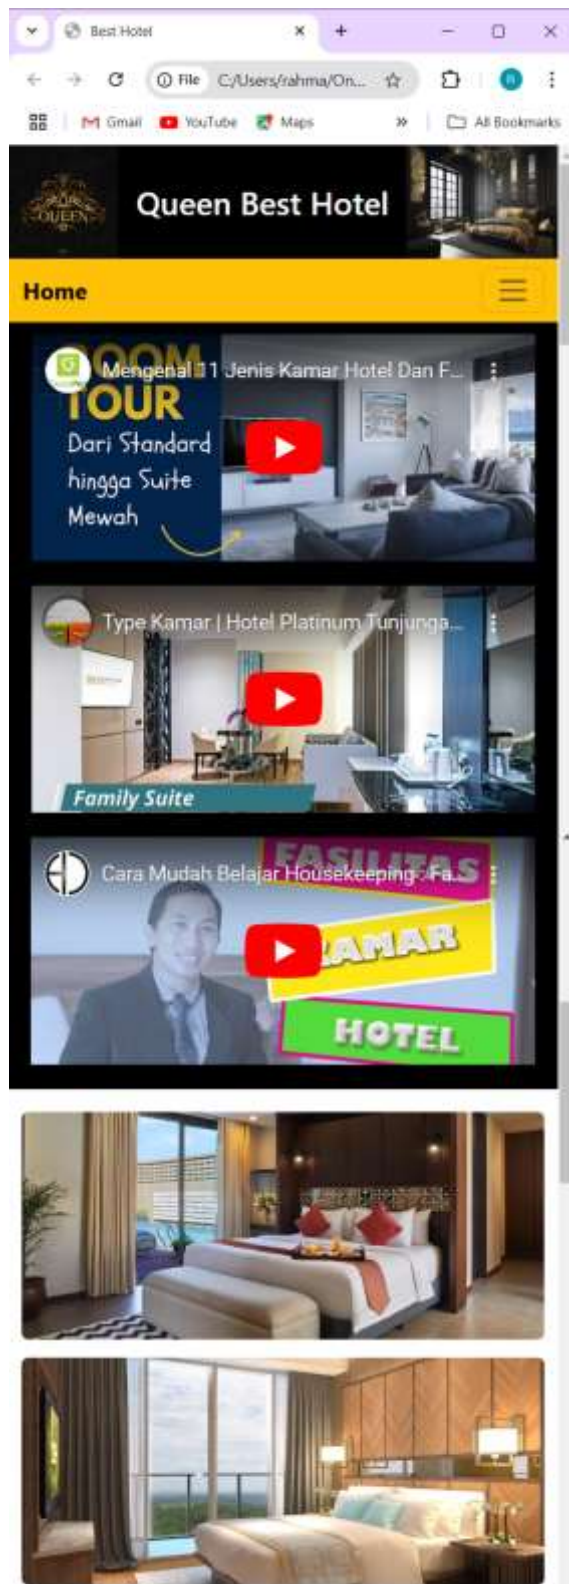 Best Hotel
File C:/Users/rahma/On...
Gmail YouTube Maps » All Bookmarks
QUEEN
Queen Best Hotel
Home
ROOM
Mengenal 11 Jenis Kamar Hotel Dan F...
TOUR
Dari Standard
hingga Suite
Mewah
Type Kamar | Hotel Platinum Tunjunga...
Family Suite
FASILITAS
Cara Mudah Belajar Housekeeping - Fa...
KAMAR
HOTEL